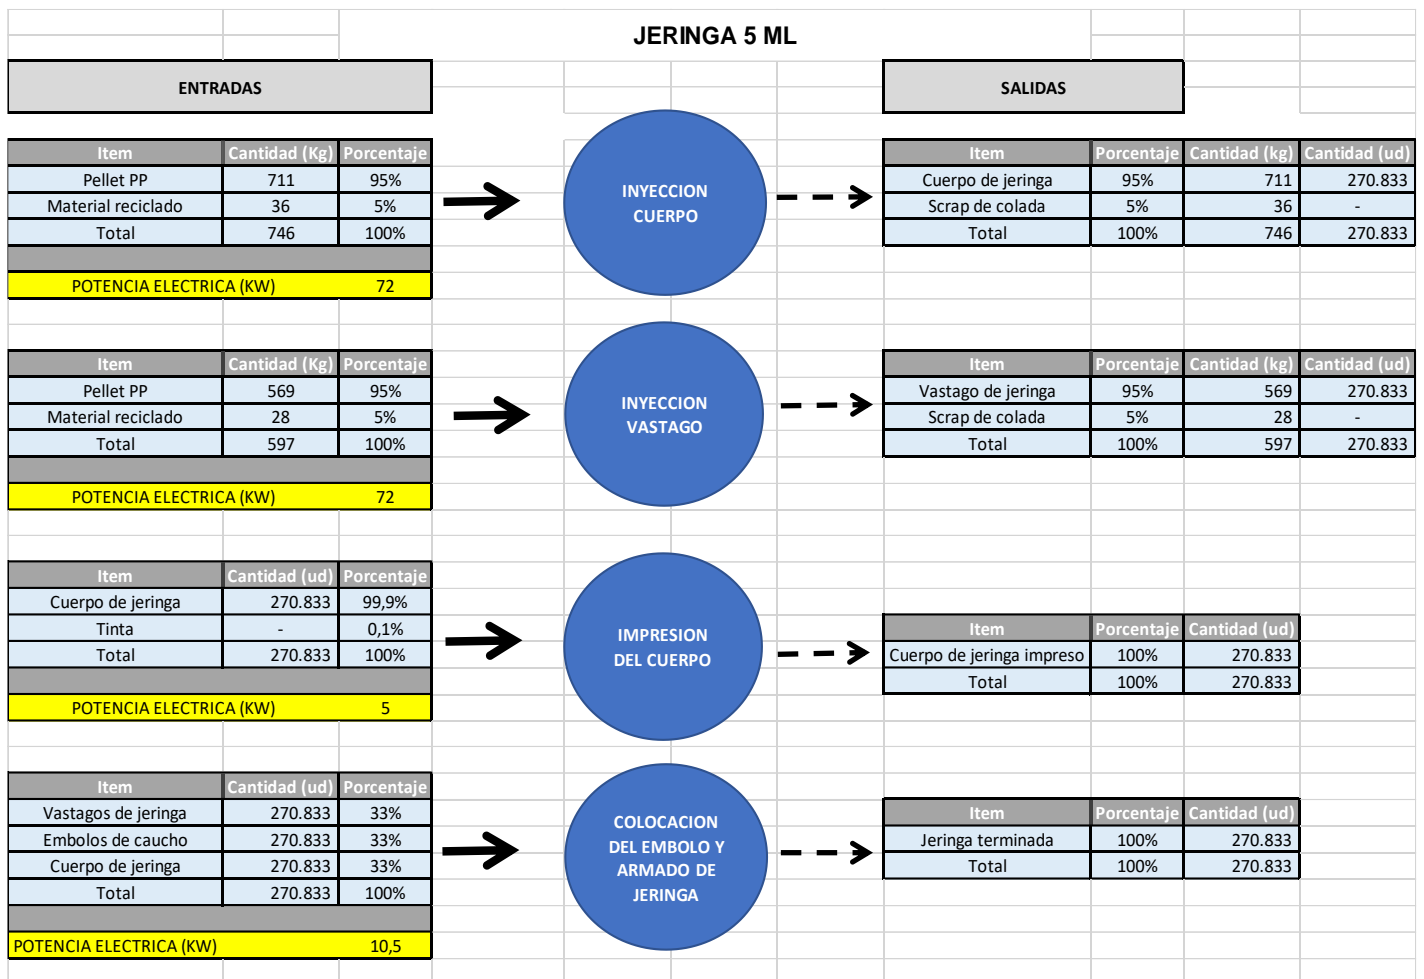 JERINGA 5 ML
ENTRADAS
SALIDAS
Item Cantidad (Kg) Porcentaje
Pellet PP 711 95%
Material reciclado 36 5%
Total 746 100%
POTENCIA ELECTRICA (KW) 72
INYECCION
CUERPO
Item Porcentaje Cantidad (kg) Cantidad (ud)
Cuerpo de jeringa 95% 711 270.833
Scrap de colada 5% 36 -
Total 100% 746 270.833
Item Cantidad (Kg) Porcentaje
Pellet PP 569 95%
Material reciclado 28 5%
Total 597 100%
POTENCIA ELECTRICA (KW) 72
INYECCION
VASTAGO
Item Porcentaje Cantidad (kg) Cantidad (ud)
Vastago de jeringa 95% 569 270.833
Scrap de colada 5% 28 -
Total 100% 597 270.833
Item Cantidad (ud) Porcentaje
Cuerpo de jeringa 270.833 99,9%
Tinta - 0,1%
Total 270.833 100%
POTENCIA ELECTRICA (KW) 5
IMPRESION
DEL CUERPO
Item Porcentaje Cantidad (ud)
Cuerpo de jeringa impreso 100% 270.833
Total 100% 270.833
Item Cantidad (ud) Porcentaje
Vastagos de jeringa 270.833 33%
Embolos de caucho 270.833 33%
Cuerpo de jeringa 270.833 33%
Total 270.833 100%
POTENCIA ELECTRICA (KW) 10,5
COLOCACION
DEL EMBOLO Y
ARMADO DE
JERINGA
Item Porcentaje Cantidad (ud)
Jeringa terminada 100% 270.833
Total 100% 270.833